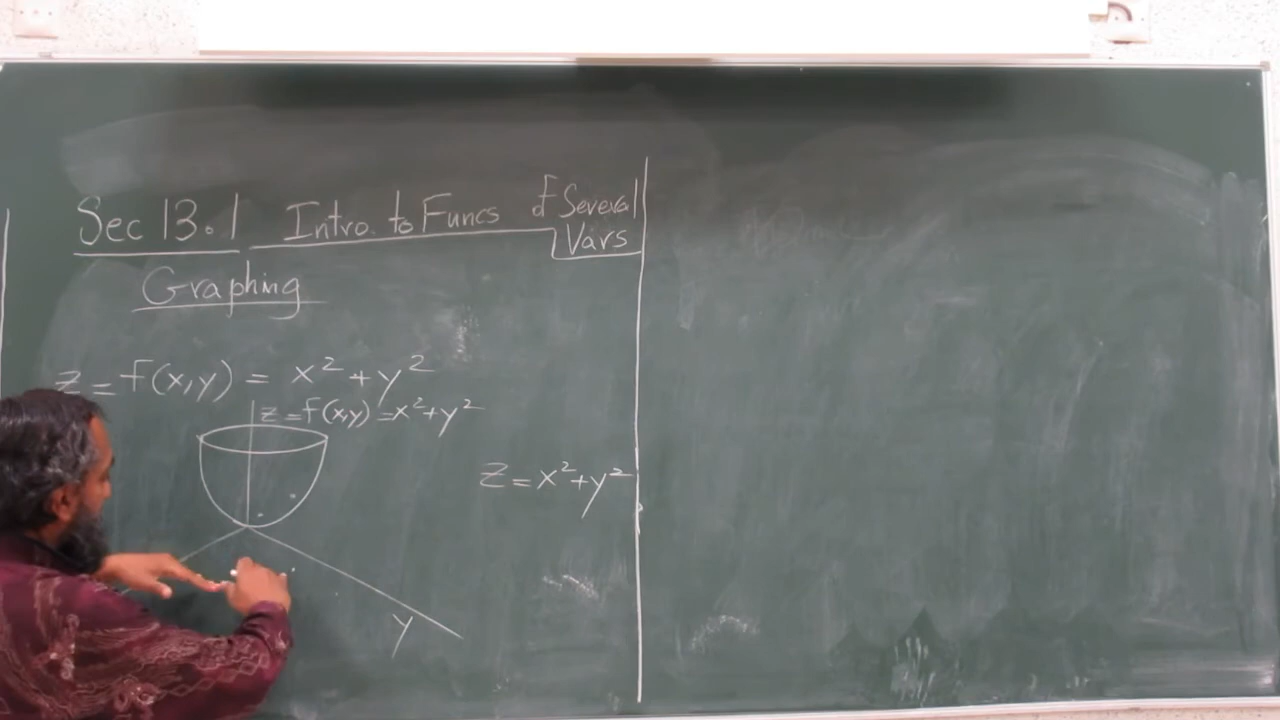 Sec 13.1 Intro. to Funcs of Several
Vars
Graphing
z = f(x,y) = x² + y²
z = f(x,y) = x² + y²
z = x² + y²
y